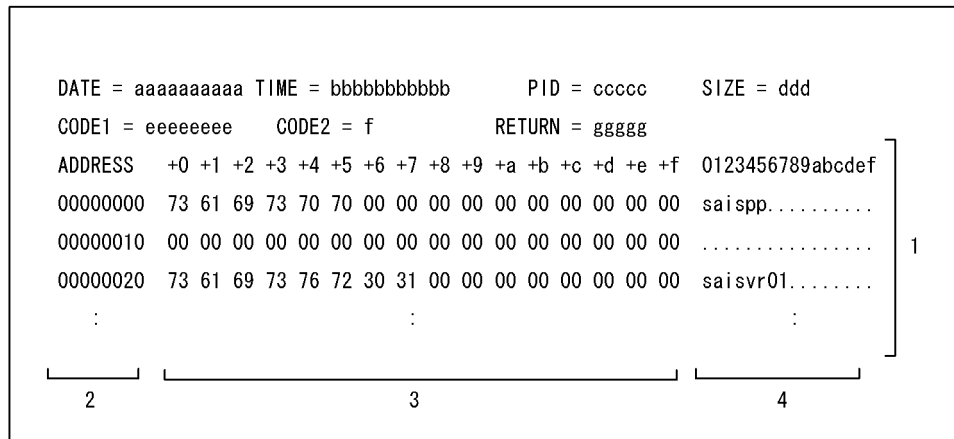 DATE = aaaaaaaaaa TIME = bbbbbbbbbbb PID = ccccc SIZE = ddd
CODE1 = eeeeeeee CODE2 = f RETURN = ggggg
ADDRESS +0 +1 +2 +3 +4 +5 +6 +7 +8 +9 +a +b +c +d +e +f 0123456789abcdef
00000000 73 61 69 73 70 70 00 00 00 00 00 00 00 00 00 00 saispp..........
00000010 00 00 00 00 00 00 00 00 00 00 00 00 00 00 00 00 ................
00000020 73 61 69 73 76 72 30 31 00 00 00 00 00 00 00 00 saisvr01........
: : :
1
2 3 4